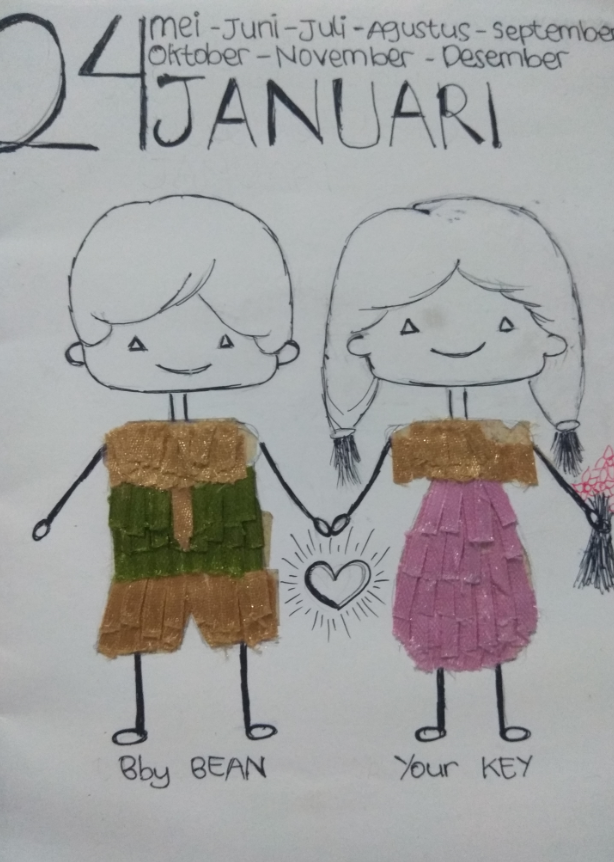 24
mei - Juni - Juli - Agustus - september
Oktober - November - Desember
JANUARI
Bby BEAN
Your KEY